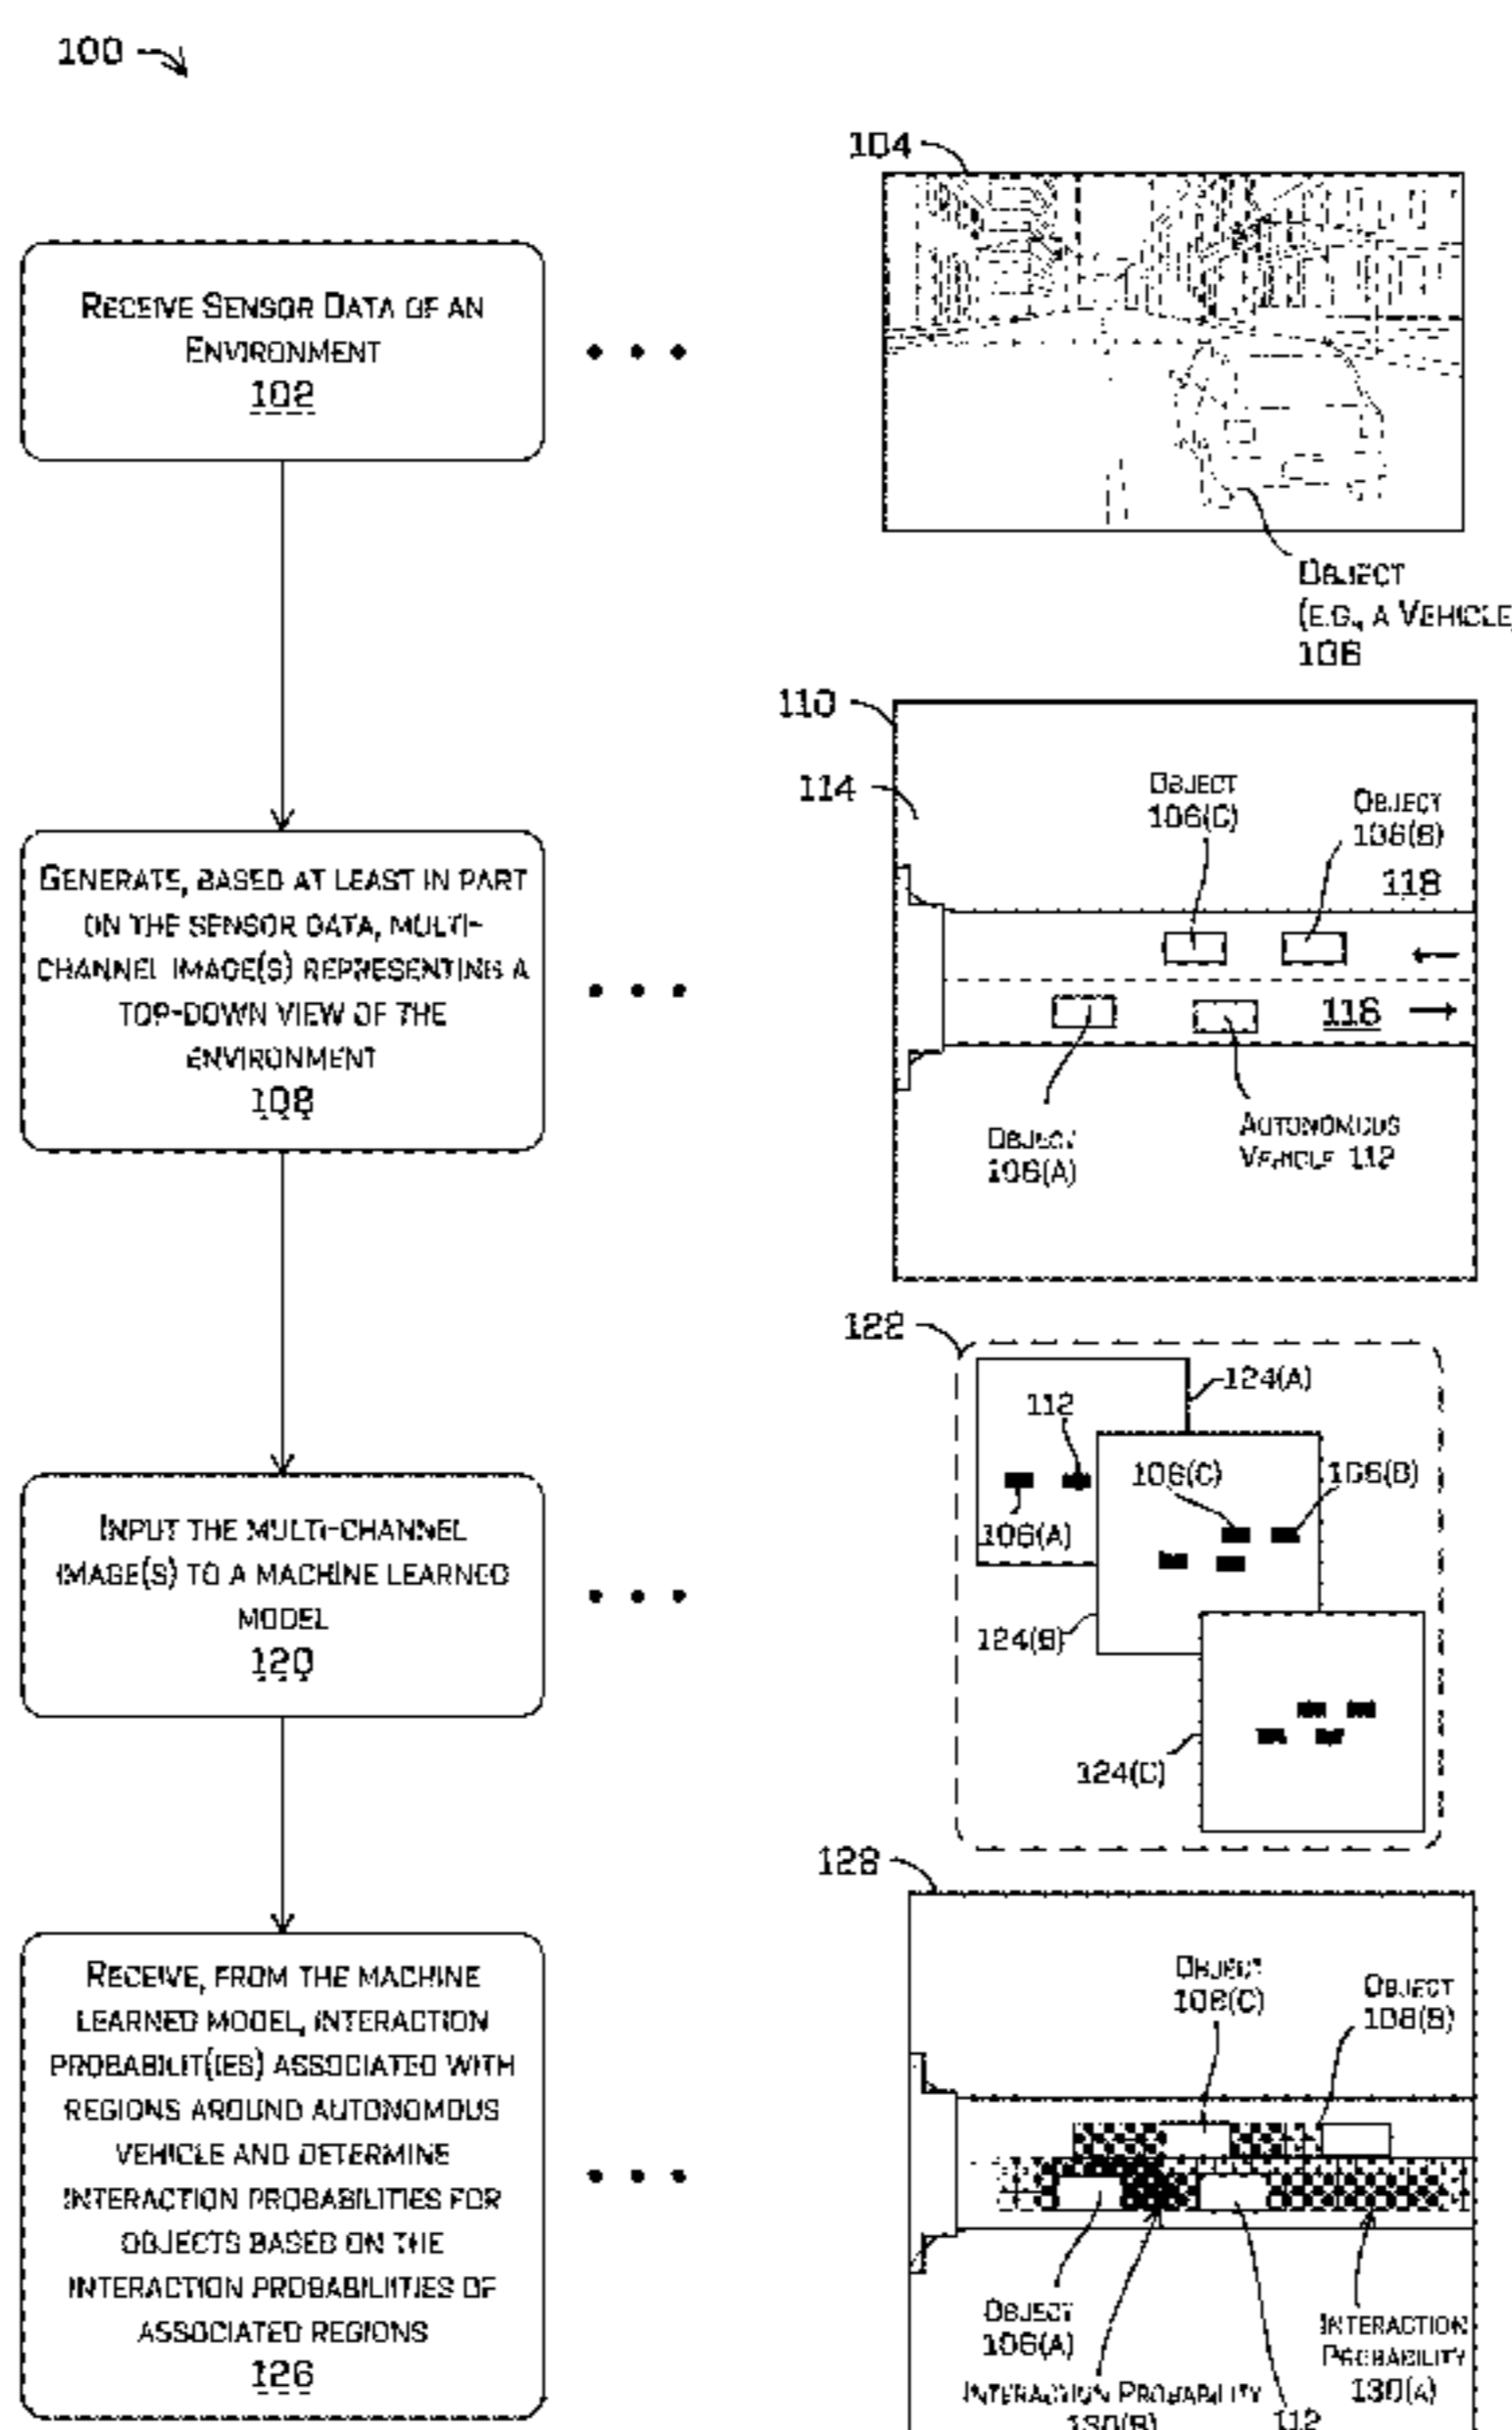 100
104
RECEIVE SENSOR DATA OF AN
ENVIRONMENT
102
OBJECT
(E.G., A VEHICLE
106
110
114
OBJECT
106(C)
OBJECT
106(B)
118
GENERATE, BASED AT LEAST IN PART
ON THE SENSOR DATA, MULTI-
CHANNEL IMAGE(S) REPRESENTING A
TOP-DOWN VIEW OF THE
ENVIRONMENT
108
116
OBJECT
106(A)
AUTONOMOUS
VEHICLE 112
122
124(A)
112
106(C)
106(B)
106(A)
INPUT THE MULTI-CHANNEL
IMAGE(S) TO A MACHINE LEARNED
MODEL
120
124(B)
124(C)
128
RECEIVE, FROM THE MACHINE
LEARNED MODEL, INTERACTION
PROBABILIT(IES) ASSOCIATED WITH
REGIONS AROUND AUTONOMOUS
VEHICLE AND DETERMINE
INTERACTION PROBABILITIES FOR
OBJECTS BASED ON THE
INTERACTION PROBABILIITIES OF
ASSOCIATED REGIONS
126
OBJECT
106(C)
OBJECT
106(B)
OBJECT
106(A)
INTERACTION PROBABILITY
130(B)
112
INTERACTION
PROBABILITY
130(A)